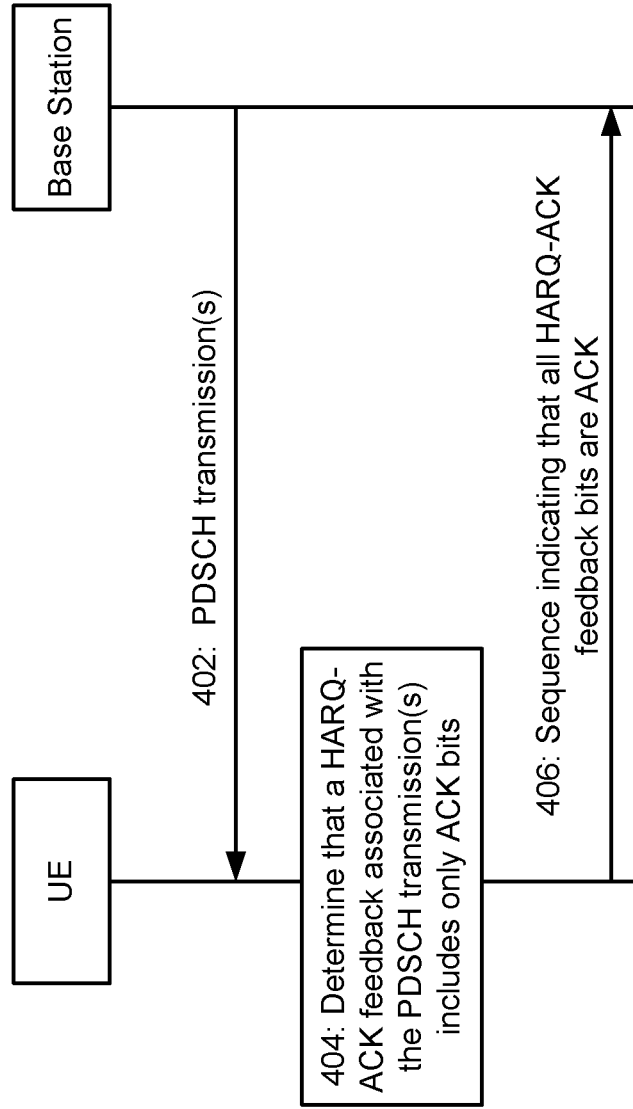 UE
Base Station
402: PDSCH transmission(s)
404: Determine that a HARQ-
ACK feedback associated with
the PDSCH transmission(s)
includes only ACK bits
406: Sequence indicating that all HARQ-ACK
feedback bits are ACK